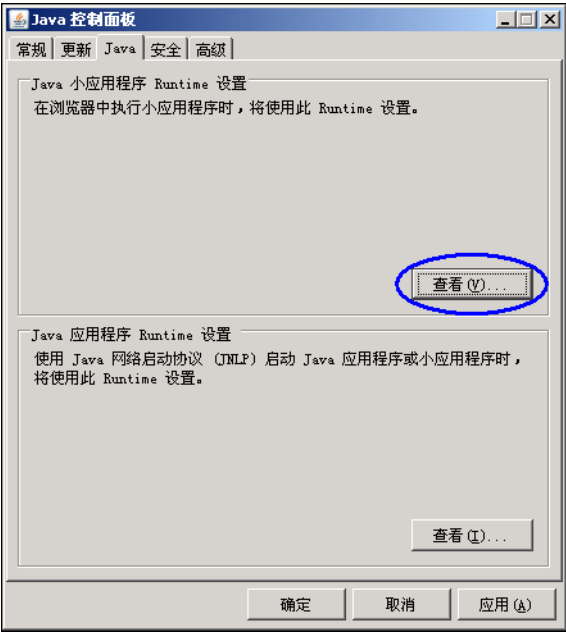 Java 控制面板
常规 更新 Java 安全 高级
Java 小应用程序 Runtime 设置
在浏览器中执行小应用程序时，将使用此 Runtime 设置。
查看(V)...
Java 应用程序 Runtime 设置
使用 Java 网络启动协议 (JNLP) 启动 Java 应用程序或小应用程序时，
将使用此 Runtime 设置。
查看(I)...
确定 取消 应用(A)